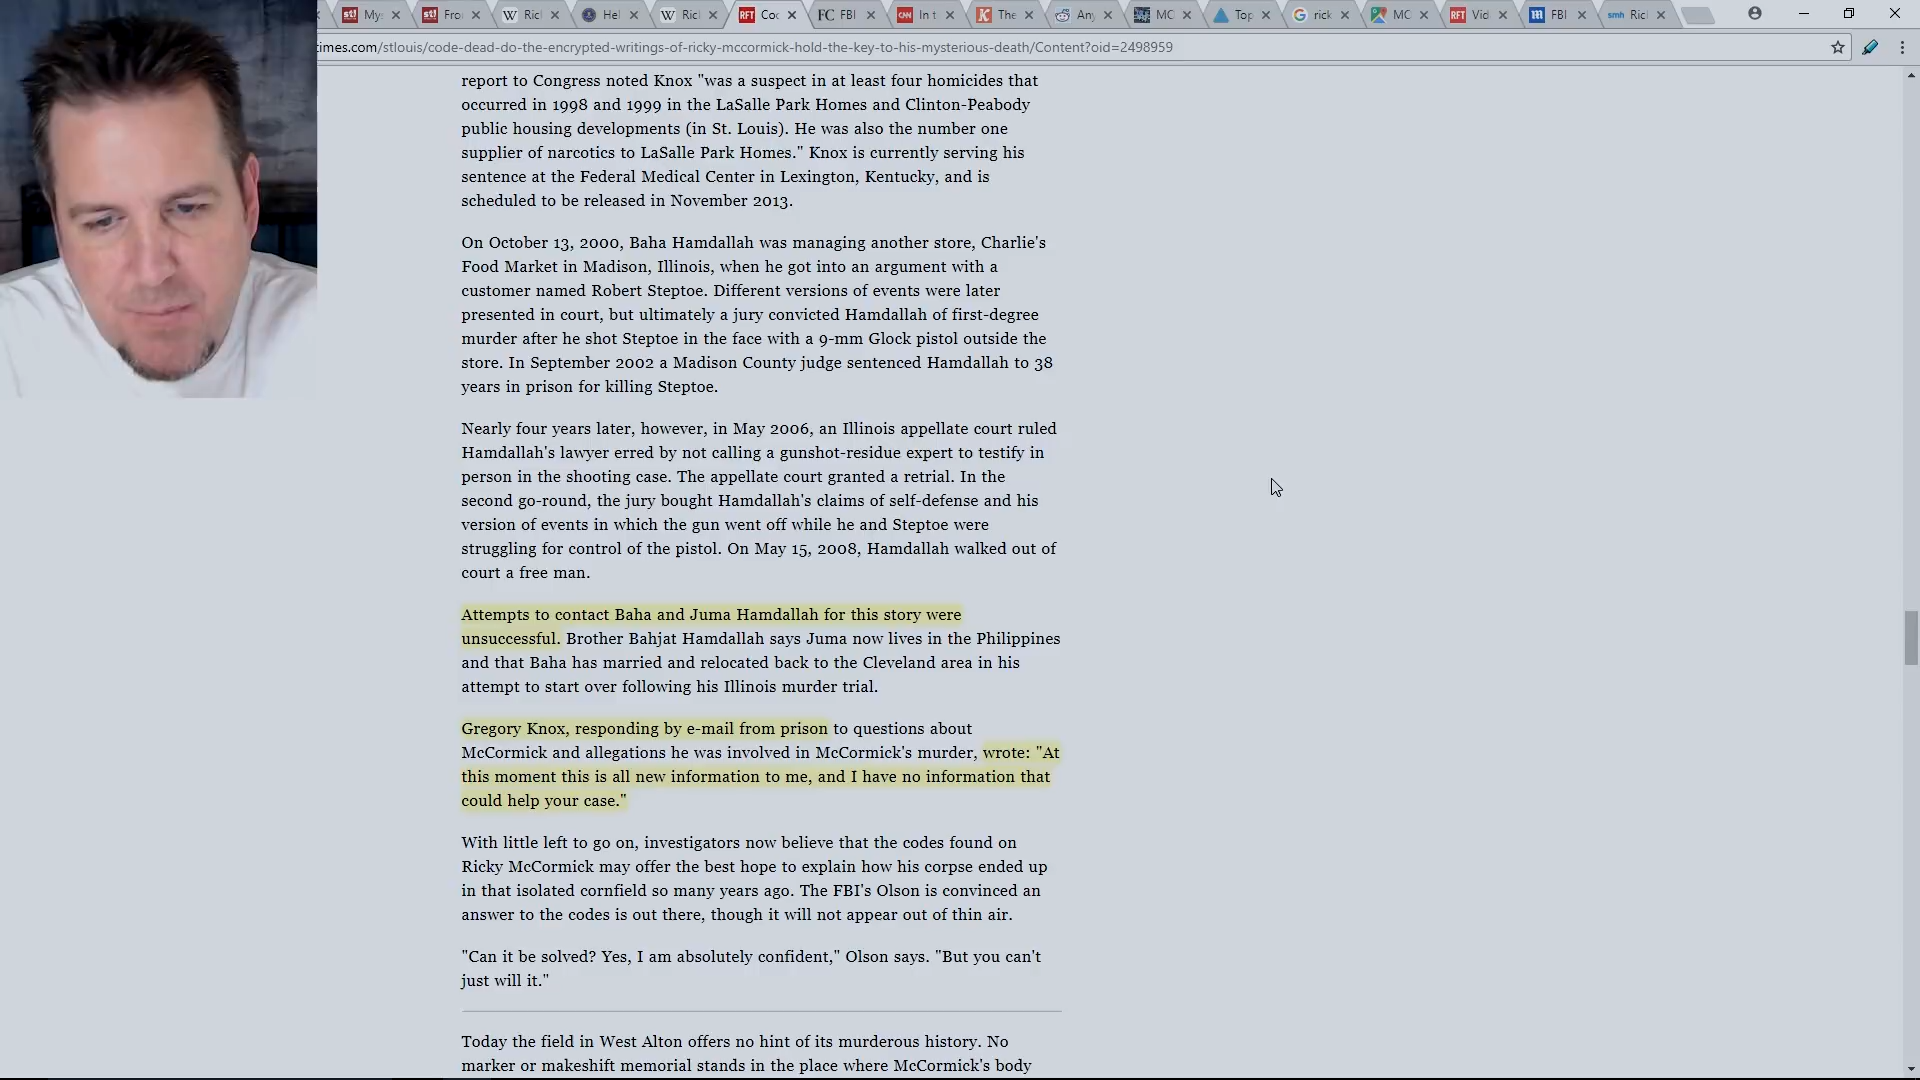 My
Fro
Ricl
Hel
Ricl
RFT Coc
FC FBI
CNN In t
K The
Any
MC
Top
G rick
MC
RFT Vid
FBI
smh Ric
times.com/stlouis/code-dead-do-the-encrypted-writings-of-ricky-mccormick-hold-the-key-to-his-mysterious-death/Content?oid=2498959
report to Congress noted Knox "was a suspect in at least four homicides that
occurred in 1998 and 1999 in the LaSalle Park Homes and Clinton-Peabody
public housing developments (in St. Louis). He was also the number one
supplier of narcotics to LaSalle Park Homes." Knox is currently serving his
sentence at the Federal Medical Center in Lexington, Kentucky, and is
scheduled to be released in November 2013.
On October 13, 2000, Baha Hamdallah was managing another store, Charlie's
Food Market in Madison, Illinois, when he got into an argument with a
customer named Robert Steptoe. Different versions of events were later
presented in court, but ultimately a jury convicted Hamdallah of first-degree
murder after he shot Steptoe in the face with a 9-mm Glock pistol outside the
store. In September 2002 a Madison County judge sentenced Hamdallah to 38
years in prison for killing Steptoe.
Nearly four years later, however, in May 2006, an Illinois appellate court ruled
Hamdallah's lawyer erred by not calling a gunshot-residue expert to testify in
person in the shooting case. The appellate court granted a retrial. In the
second go-round, the jury bought Hamdallah's claims of self-defense and his
version of events in which the gun went off while he and Steptoe were
struggling for control of the pistol. On May 15, 2008, Hamdallah walked out of
court a free man.
Attempts to contact Baha and Juma Hamdallah for this story were
unsuccessful. Brother Bahjat Hamdallah says Juma now lives in the Philippines
and that Baha has married and relocated back to the Cleveland area in his
attempt to start over following his Illinois murder trial.
Gregory Knox, responding by e-mail from prison to questions about
McCormick and allegations he was involved in McCormick's murder, wrote: "At
this moment this is all new information to me, and I have no information that
could help your case."
With little left to go on, investigators now believe that the codes found on
Ricky McCormick may offer the best hope to explain how his corpse ended up
in that isolated cornfield so many years ago. The FBI's Olson is convinced an
answer to the codes is out there, though it will not appear out of thin air.
"Can it be solved? Yes, I am absolutely confident," Olson says. "But you can't
just will it."
Today the field in West Alton offers no hint of its murderous history. No
marker or makeshift memorial stands in the place where McCormick's body